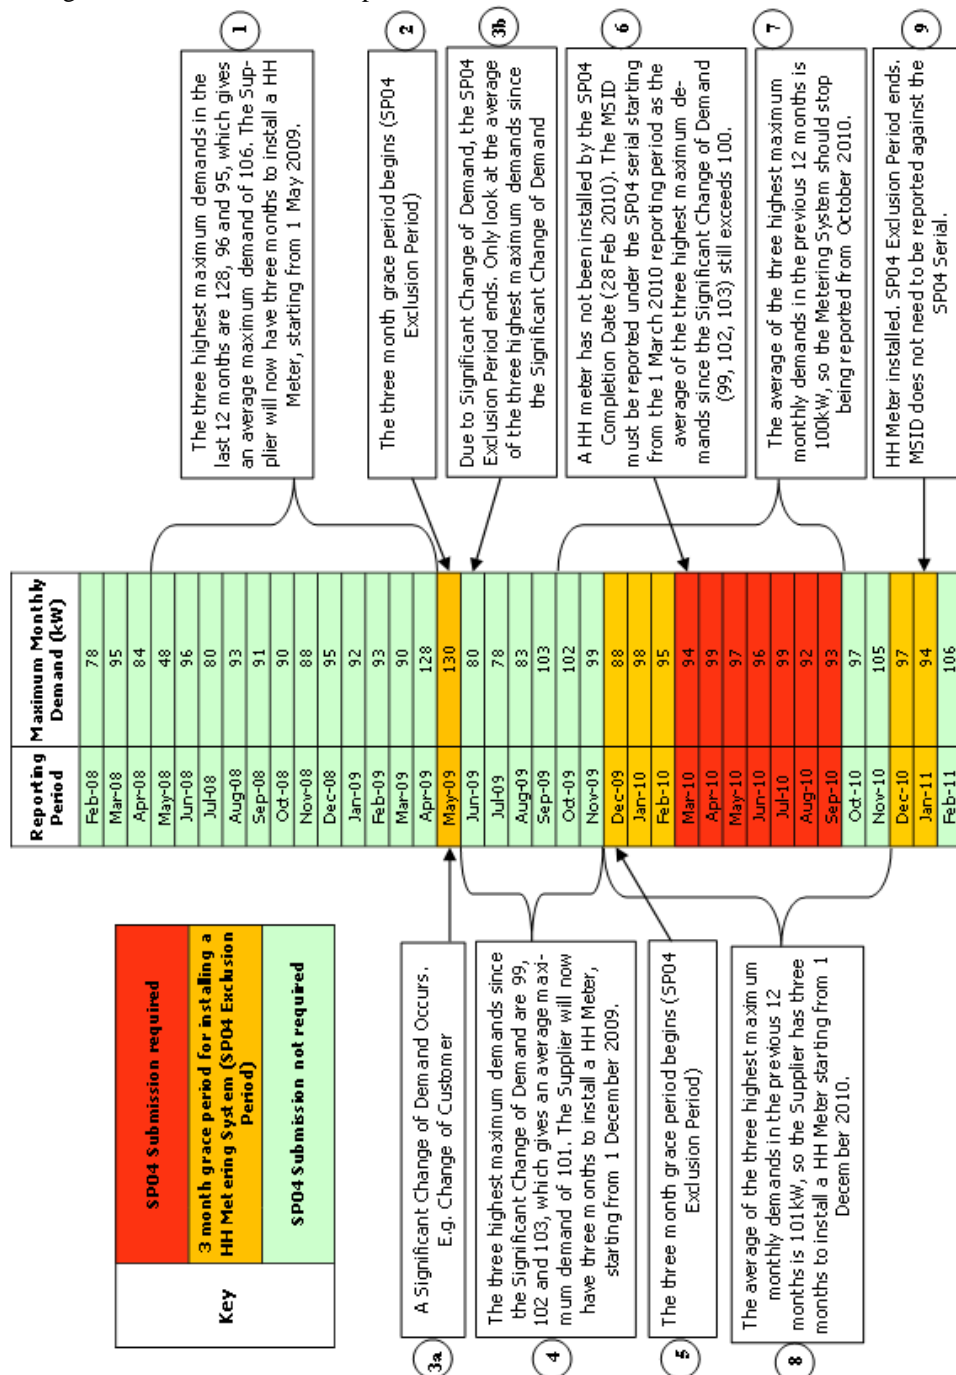 Key
SP04 Submission required
3 month grace period for installing a
HH Metering System (SP04 Exclusion
Period)
SP04 Submission not required
3a
A Significant Change of Demand Occurs.
E.g. Change of Customer
4
The three highest maximum demands since
the Significant Change of Demand are 99,
102 and 103, which gives an average maxi-
mum demand of 101. The Supplier will now
have three months to install a HH Meter,
starting from 1 December 2009.
5
The three month grace period begins (SP04
Exclusion Period)
8
The average of the three highest maximum
monthly demands in the previous 12
months is 101kW, so the Supplier has three
months to install a HH Meter starting from 1
December 2010.
Reporting Period Maximum Monthly Demand (kW)
Feb-08 78
Mar-08 95
Apr-08 84
May-08 48
Jun-08 96
Jul-08 80
Aug-08 93
Sep-08 91
Oct-08 90
Nov-08 88
Dec-08 95
Jan-09 92
Feb-09 93
Mar-09 90
Apr-09 128
May-09 130
Jun-09 80
Jul-09 78
Aug-09 83
Sep-09 103
Oct-09 102
Nov-09 99
Dec-09 88
Jan-10 98
Feb-10 95
Mar-10 94
Apr-10 99
May-10 97
Jun-10 96
Jul-10 99
Aug-10 92
Sep-10 93
Oct-10 97
Nov-10 105
Dec-10 97
Jan-11 94
Feb-11 106
1
The three highest maximum demands in the
last 12 months are 128, 96 and 95, which gives
an average maximum demand of 106. The Sup-
plier will now have three months to install a HH
Meter, starting from 1 May 2009.
2
The three month grace period begins (SP04
Exclusion Period)
3b
Due to Significant Change of Demand, the SP04
Exclusion Period ends. Only look at the average
of the three highest maximum demands since
the Significant Change of Demand
6
A HH meter has not been installed by the SP04
Completion Date (28 Feb 2010). The MSID
must be reported under the SP04 serial starting
from the 1 March 2010 reporting period as the
average of the three highest maximum de-
mands since the Significant Change of Demand
(99, 102, 103) still exceeds 100.
7
The average of the three highest maximum
monthly demands in the previous 12 months is
100kW, so the Metering System should stop
being reported from October 2010.
9
HH Meter installed. SP04 Exclusion Period ends.
MSID does not need to be reported against the
SP04 Serial.